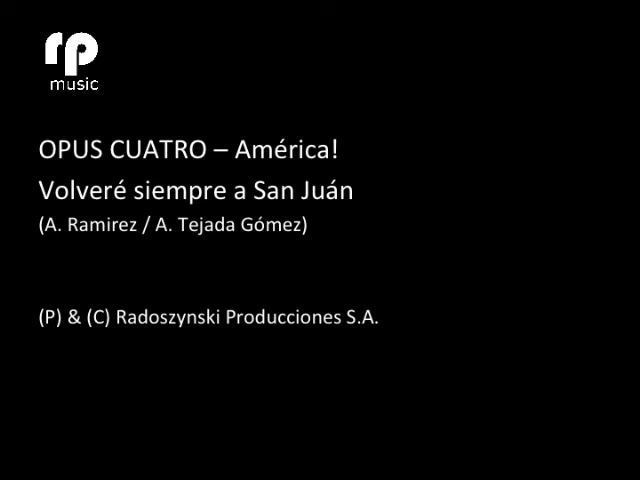 rp
music
OPUS CUATRO – América!
Volveré siempre a San Juán
(A. Ramirez / A. Tejada Gómez)
(P) & (C) Radoszynski Producciones S.A.